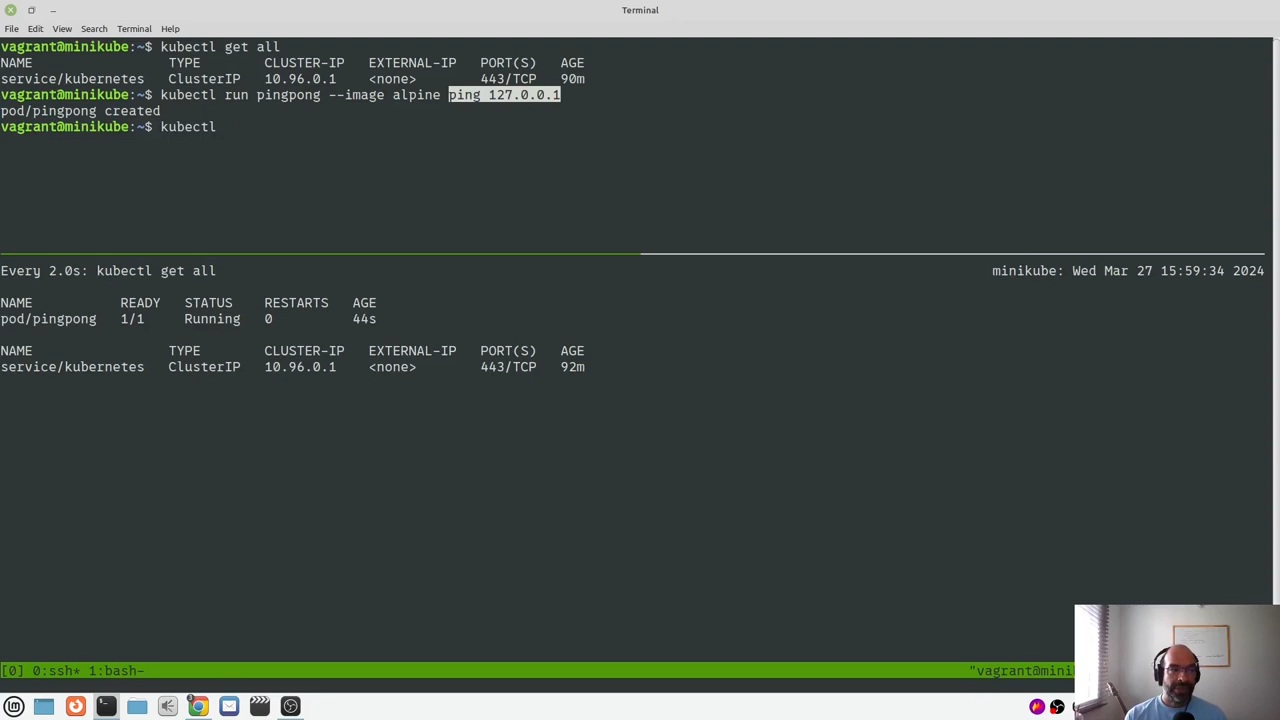 Terminal
File Edit View Search Terminal Help
vagrant@minikube:~$ kubectl get all
NAME TYPE CLUSTER-IP EXTERNAL-IP PORT(S) AGE
service/kubernetes ClusterIP 10.96.0.1 <none> 443/TCP 90m
vagrant@minikube:~$ kubectl run pingpong --image alpine ping 127.0.0.1
pod/pingpong created
vagrant@minikube:~$ kubectl
Every 2.0s: kubectl get all minikube: Wed Mar 27 15:59:34 2024
NAME READY STATUS RESTARTS AGE
pod/pingpong 1/1 Running 0 44s
NAME TYPE CLUSTER-IP EXTERNAL-IP PORT(S) AGE
service/kubernetes ClusterIP 10.96.0.1 <none> 443/TCP 92m
[0] 0:ssh* 1:bash- "vagrant@mini
3